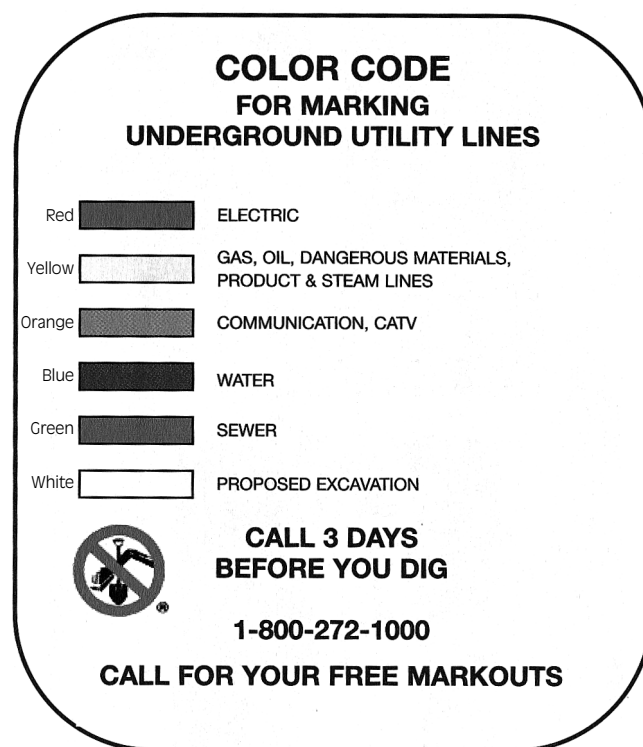 COLOR CODE
FOR MARKING
UNDERGROUND UTILITY LINES
Red ELECTRIC
Yellow GAS, OIL, DANGEROUS MATERIALS,
PRODUCT & STEAM LINES
Orange COMMUNICATION, CATV
Blue WATER
Green SEWER
White PROPOSED EXCAVATION
CALL 3 DAYS
BEFORE YOU DIG
®
1-800-272-1000
CALL FOR YOUR FREE MARKOUTS